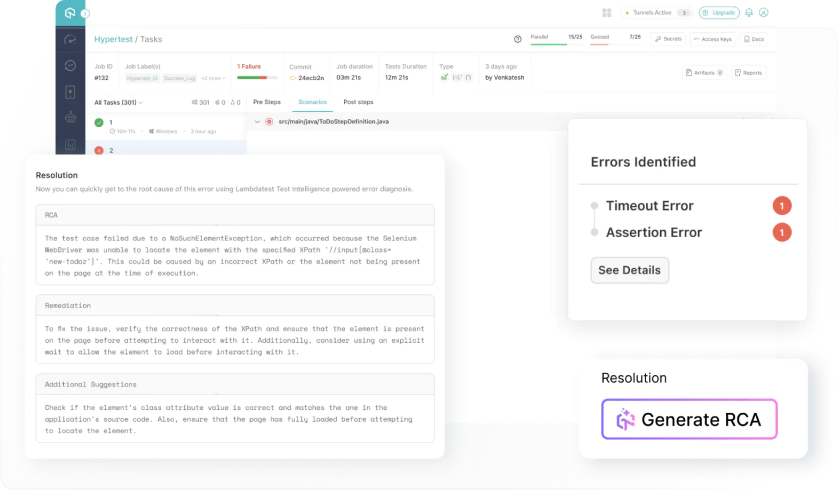 Tunnels Active 3
Upgrade
Hypertest / Tasks
Parallel 15/25 Queued 7/25
Secrets
Access Keys
Docs
Job ID Job Label(s) 1 Failure Commit Job duration Tests Duration Type 3 days ago
#132 Hypertest_id Success_Log +2 more 24ecb2n 03m 21s 12m 21s by Venkatesh
Artifacts
Reports
All Tasks (301) 301 0 0 Pre Steps Scenarios Post steps
1
10m 11s Windows 3 hour ago
src/main/java/ToDoStepDefinition.java
2
Resolution
Now you can quickly get to the root cause of this error using Lambdatest Test Intelligence powered error diagnosis.
RCA
The test case failed due to a NoSuchElementException, which occurred because the Selenium
WebDriver was unable to locate the element with the specified XPath `//input[@class=
'new-todoz']`. This could be caused by an incorrect XPath or the element not being present
on the page at the time of execution.
Remediation
To fix the issue, verify the correctness of the XPath and ensure that the element is present
on the page before attempting to interact with it. Additionally, consider using an explicit
wait to allow the element to load before interacting with it.
Additional Suggestions
Check if the element's class attribute value is correct and matches the one in the
application's source code. Also, ensure that the page has fully loaded before attempting
to locate the element.
Errors Identified
Timeout Error 1
Assertion Error 1
See Details
Resolution
Generate RCA